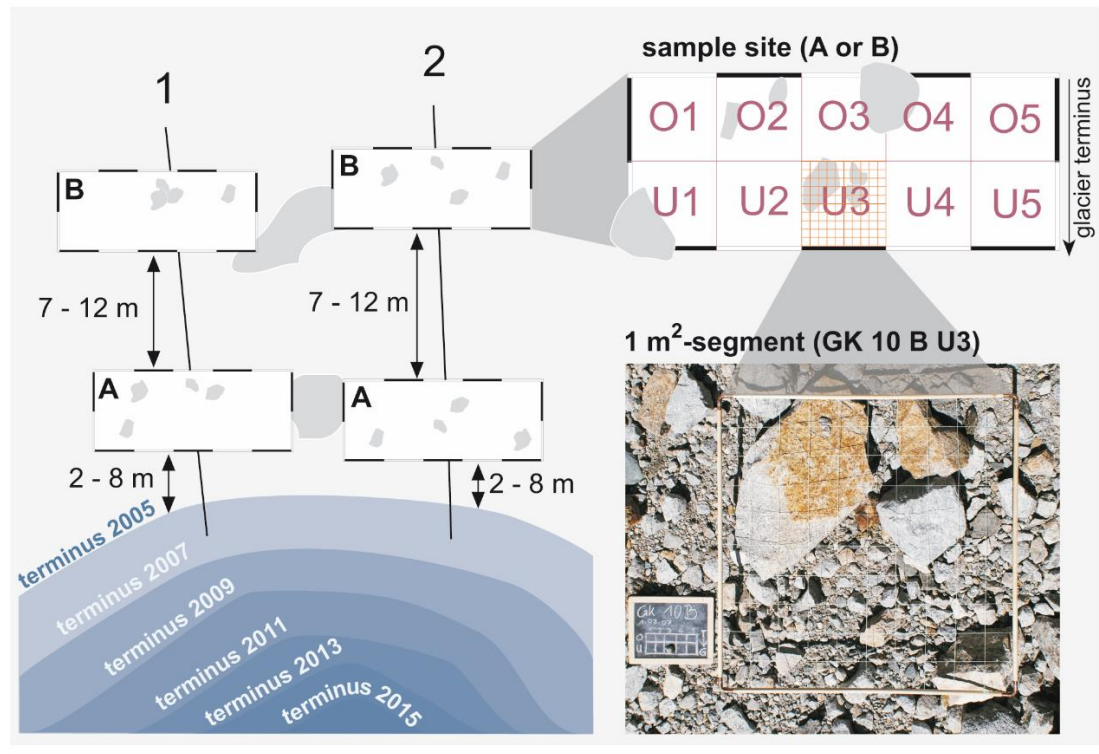 1
2
B
B
7 - 12 m
7 - 12 m
A
A
2 - 8 m
2 - 8 m
terminus 2005
terminus 2007
terminus 2009
terminus 2011
terminus 2013
terminus 2015
sample site (A or B)
O1 O2 O3 O4 O5
U1 U2 U3 U4 U5
glacier terminus
1 m²-segment (GK 10 B U3)
GK 10 B
O
U